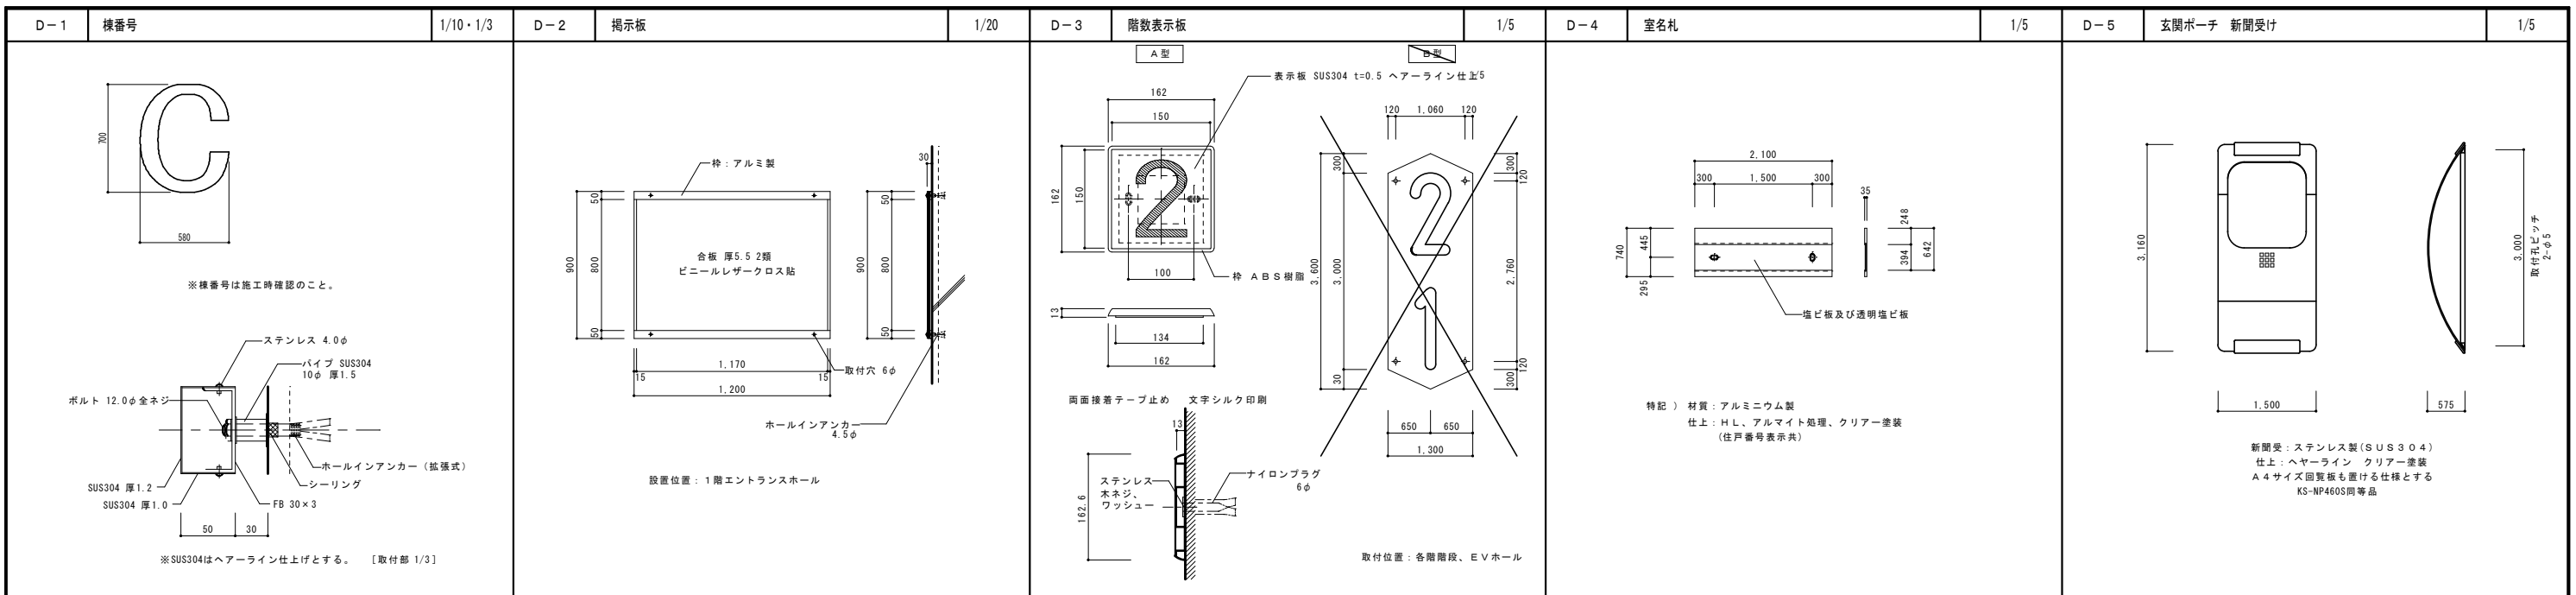 D－1 棟番号 1/10・1/3
700
580
※棟番号は施工時確認のこと。
ステンレス 4.0φ
パイプ SUS304
10φ 厚1.5
ボルト 12.0φ全ネジ
ホールインアンカー（拡張式）
シーリング
SUS304 厚1.2
SUS304 厚1.0
FB 30×3
50 30
※SUS304はヘアーライン仕上げとする。 ［取付部 1/3］
D－2 掲示板 1/20
枠：アルミ製
30
50
900
800
50
合板 厚5.5 2類
ビニールレザークロス貼
50
900
800
50
1,170
15 15
1,200
取付穴 6φ
ホールインアンカー
4.5φ
設置位置：１階エントランスホール
D－3 階数表示板 1/5
Ａ型
Ｂ型
表示板 SUS304 t=0.5 ヘアーライン仕上
162
150
162
150
2
100
枠 ＡＢＳ樹脂
13
134
162
両面接着テープ止め 文字シルク印刷
13
162.6
ステンレス
木ネジ、
ワッシュー
ナイロンプラグ
6φ
120 1,060 120
300
3,600
3,000
30
2
1
300
120
2,760
120
300
650 650
1,300
取付位置：各階階段、ＥＶホール
D－4 室名札 1/5
2,100
300 1,500 300
35
740
445
295
248
394
642
塩ビ板及び透明塩ビ板
特記 ） 材質：アルミニウム製
仕上：ＨＬ、アルマイト処理、クリアー塗装
（住戸番号表示共）
D－5 玄関ポーチ 新聞受け 1/5
3,160
3,000
取付孔ピッチ
2-φ5
1,500
575
新聞受：ステンレス製(ＳＵＳ３０４)
仕上：ヘヤーライン クリアー塗装
Ａ４サイズ回覧板も置ける仕様とする
KS-NP460S同等品